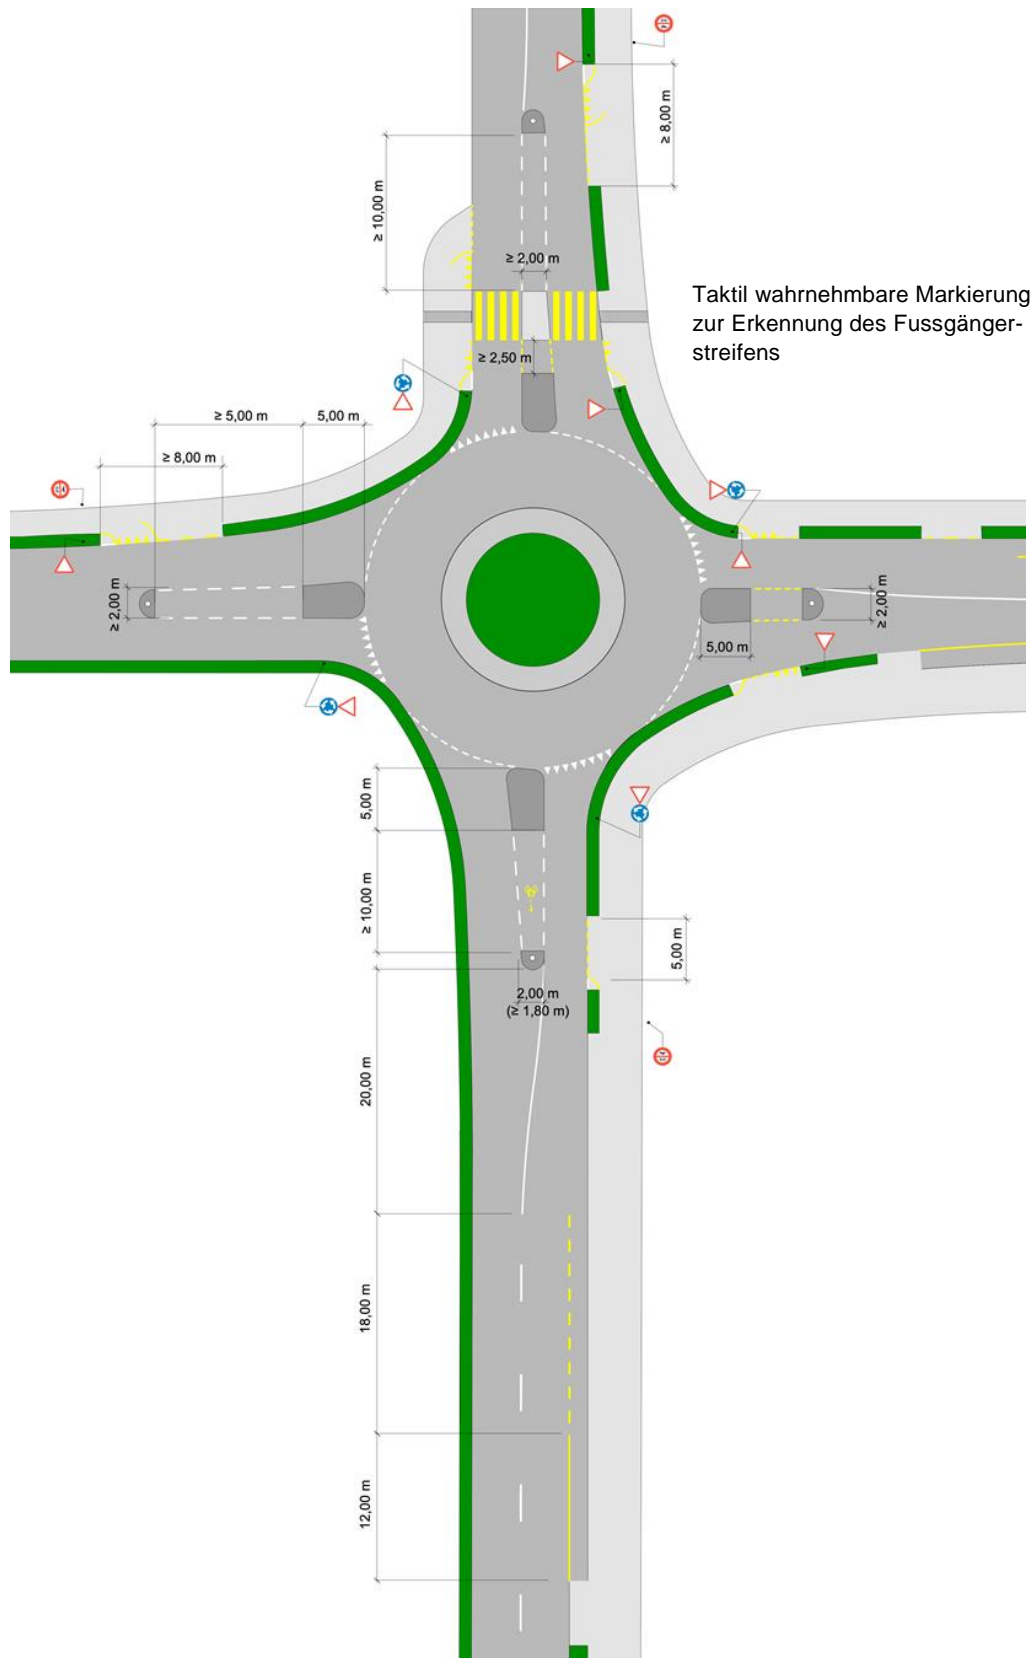 ≥ 8,00 m
≥ 10,00 m
≥ 2,00 m
Taktil wahrnehmbare Markierung
zur Erkennung des Fussgänger-
streifens
≥ 2,50 m
≥ 5,00 m
5,00 m
≥ 8,00 m
≥ 2,00 m
≥ 2,00 m
5,00 m
5,00 m
≥ 10,00 m
5,00 m
2,00 m
(≥ 1,80 m)
20,00 m
18,00 m
12,00 m